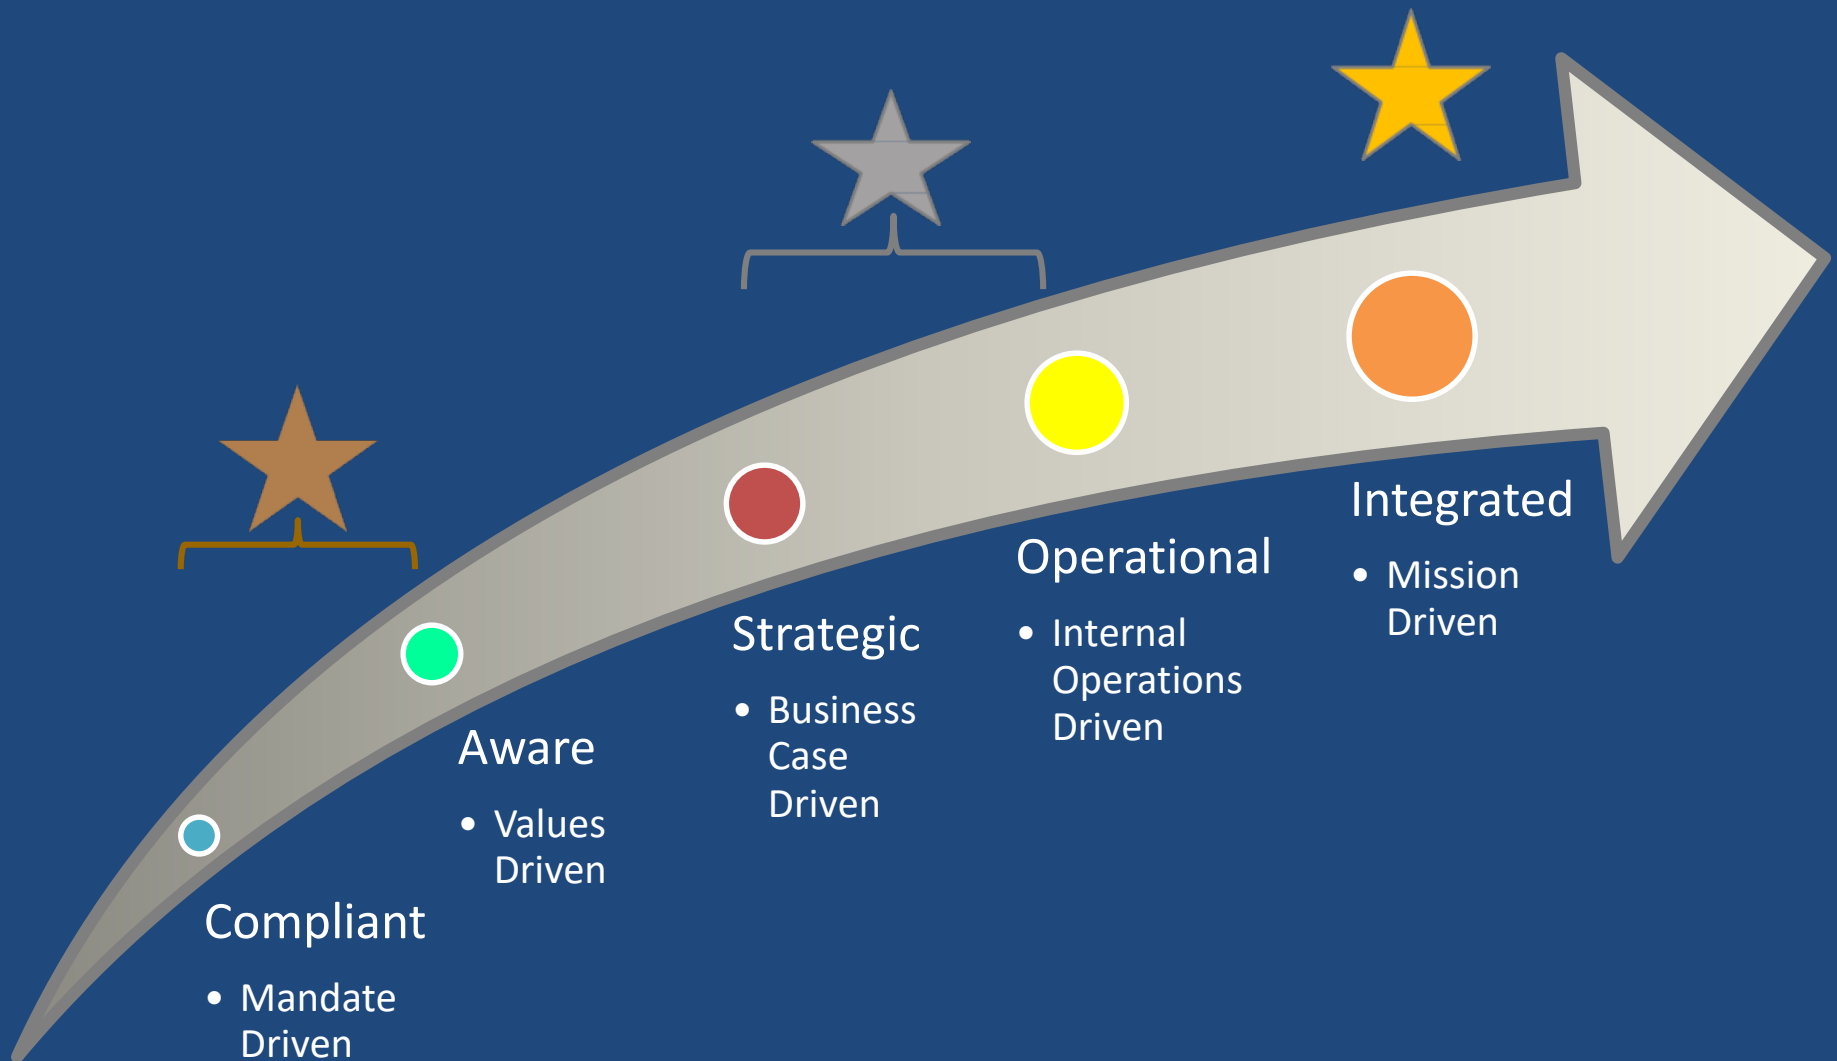 Compliant
• Mandate
Driven
Aware
• Values
Driven
Strategic
• Business
Case
Driven
Operational
• Internal
Operations
Driven
Integrated
• Mission
Driven